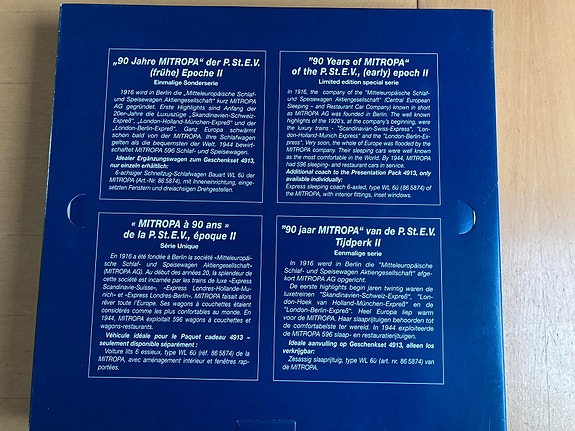 „90 Jahre MITROPA“ der P.St.E.V.
(frühe) Epoche II
Einmalige Sonderserie
1916 wird in Berlin die „Mitteleuropäische Schlaf-
und Speisewagen Aktiengesellschaft“ kurz MITROPA
AG gegründet. Erste Highlights sind Anfang der
20er-Jahre die Luxuszüge „Skandinavien-Schweiz-
Expreß“, „London-Holland-München-Expreß“ und der
„London-Berlin-Expreß“. Ganz Europa schwärmt
schon bald von der MITROPA, ihre Schlafwagen
gelten als die bequemsten der Welt. 1944 bewirt-
schaftet MITROPA 596 Schlaf- und Speisewagen.
Idealer Ergänzungswagen zum Geschenkset 4913,
nur einzeln erhältlich:
6-achsiger Schnellzug-Schlafwagen Bauart WL 6ü der
MITROPA (Art.-Nr. 86 5874), mit Inneneinrichtung, einge-
setzten Fenstern und dreiachsigen Drehgestellen.
"90 Years of MITROPA“
of the P.St.E.V., (early) epoch II
Limited edition special serie
In 1916, the company of the "Mitteleuropäische Schlaf-
und Speisewagen Aktiengesellschaft" (Central European
Sleeping – and Restaurant Car Company) known in short
as MITROPA AG was founded in Berlin. The well known
highlights of the 1920's, at the company's beginning, were
the luxury trains - "Scandinavian-Swiss-Express", "Lon-
don-Holland-Munich Express" and the "London-Berlin-Ex-
press". Very soon, the whole of Europe was flooded by the
MITROPA company. Their sleeping cars were well known
as the most comfortable in the World. By 1944, MITROPA
had 596 sleeping- and restaurant cars in service.
Additional coach to the Presentation Pack 4913, only
available individually:
Express sleeping coach 6-axled, type WL 6ü (86 5874) of
the MITROPA, with interior fittings, inset windows.
« MITROPA à 90 ans »
de la P.St.E.V., époque II
Série Unique
En 1916 a été fondée à Berlin la société «Mitteleuropäi-
sche Schlaf- und Speisewagen Aktiengesellschaft»
(MITROPA AG). Au début des années 20, la splendeur de
cette société est incarnée par les trains de luxe «Express
Scandinavie-Suisse», «Express Londres-Hollande-Mu-
nich» et «Express Londres-Berlin». MITROPA faisait alors
rêver toute l'Europe. Ses wagons à couchettes étaient
considérés comme les plus confortables au monde. En
1944, MITROPA exploitait 596 wagons à couchettes et
wagons-restaurants.
Véhicule idéale pour le Paquet cadeau 4913 –
seulement disponible séparément :
Voiture lits 6 essieux, type WL 6ü (réf. 86 5874) de la
MITROPA, avec aménagement intérieur et fenêtres rap-
portées.
"90 jaar MITROPA“ van de P.St.E.V.
Tijdperk II
Eenmalige serie
In 1916 werd in Berlin die "Mitteleuropäische
Schlaf- und Speisewagen Aktiengesellschaft" afge-
kort MITROPA AG opgericht.
De eerste highlights begin jaren twintig waren de
luxetreinen "Skandinavien-Schweiz-Expreß", "Lon-
don-Hoek van Holland-München-Expreß" en de
"London-Berlin-Expreß". Heel Europa liep warm
voor de MITROPA. Haar slaaprijtuigen behoorden tot
de comfortabelste ter wereld. In 1944 exploiteerde
de MITROPA 596 slaap- en restauratierijtuigen.
Ideale aanvulling op Geschenkset 4913, alleen los
verkrijgbar:
Zesassig slaaprijtuig, type WL 6ü (art. nr. 86 5874) van
de MITROPA.